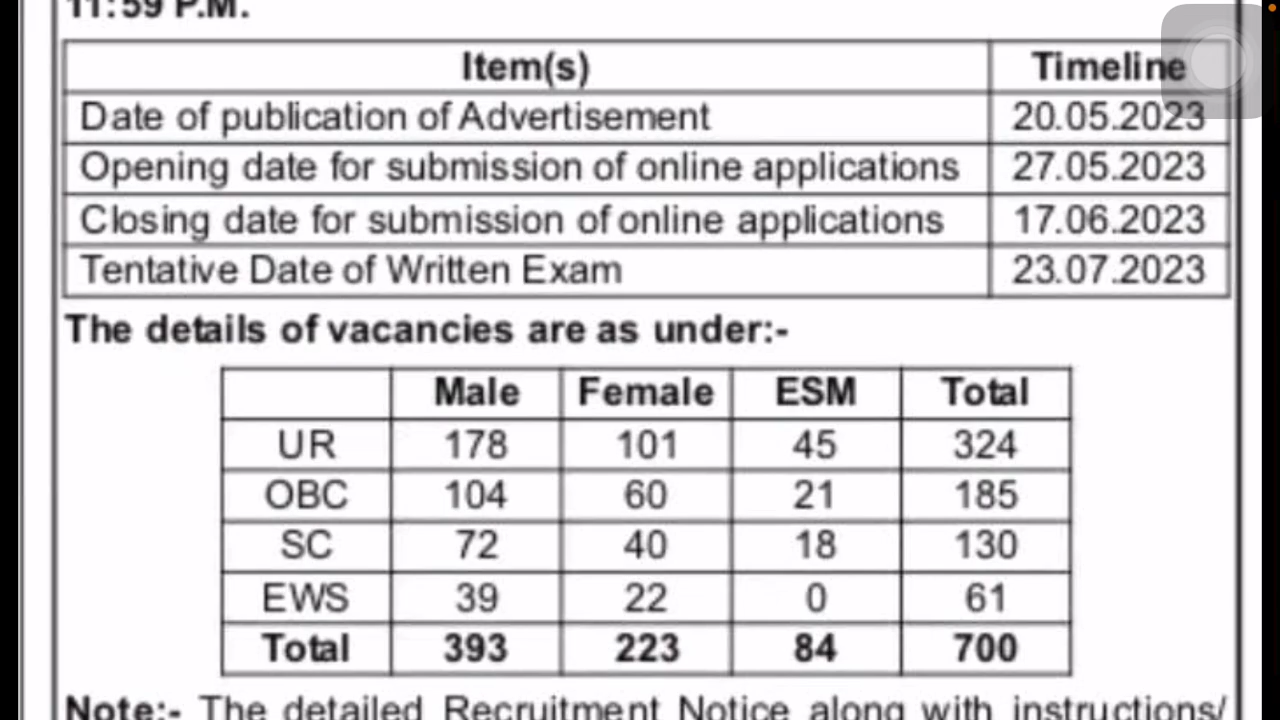 11:59 P.M.
Item(s) Timeline
Date of publication of Advertisement 20.05.2023
Opening date for submission of online applications 27.05.2023
Closing date for submission of online applications 17.06.2023
Tentative Date of Written Exam 23.07.2023
The details of vacancies are as under:-
Male Female ESM Total
UR 178 101 45 324
OBC 104 60 21 185
SC 72 40 18 130
EWS 39 22 0 61
Total 393 223 84 700
Note:- The detailed Recruitment Notice along with instructions/